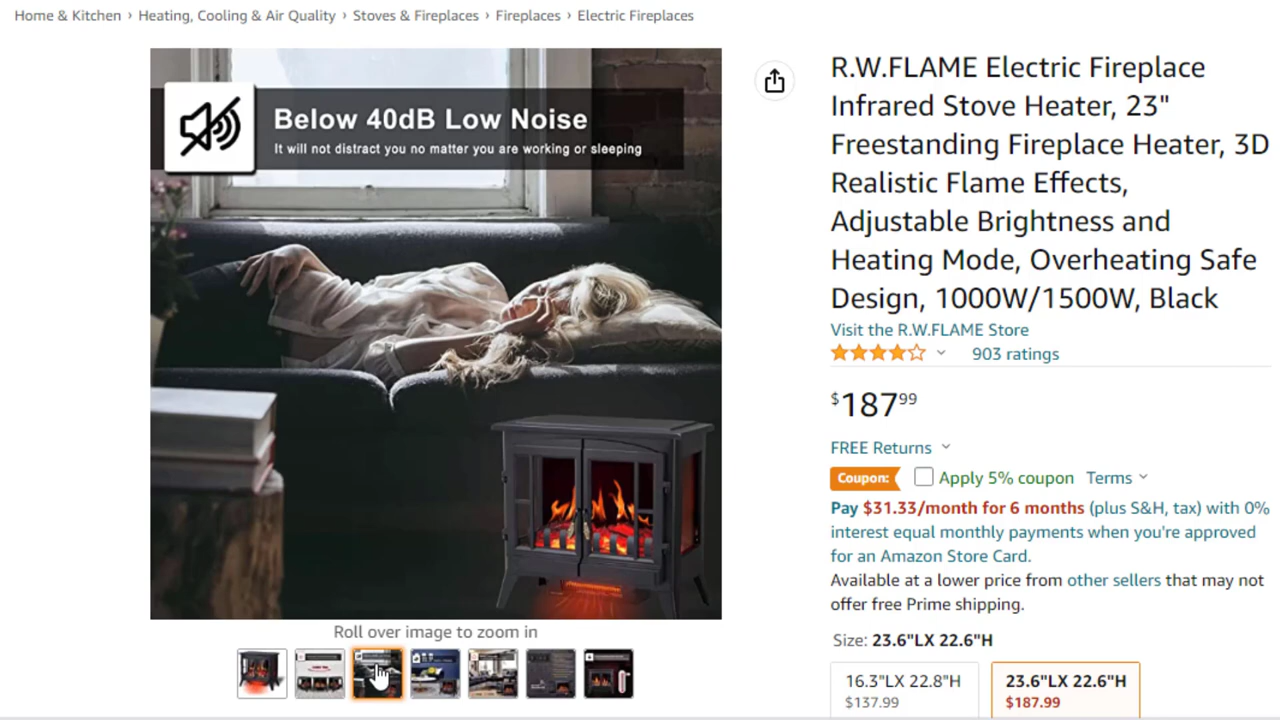 Home & Kitchen › Heating, Cooling & Air Quality › Stoves & Fireplaces › Fireplaces › Electric Fireplaces
Below 40dB Low Noise
It will not distract you no matter you are working or sleeping
Roll over image to zoom in
R.W.FLAME Electric Fireplace
Infrared Stove Heater, 23"
Freestanding Fireplace Heater, 3D
Realistic Flame Effects,
Adjustable Brightness and
Heating Mode, Overheating Safe
Design, 1000W/1500W, Black
Visit the R.W.FLAME Store
903 ratings
$187.99
FREE Returns
Coupon: Apply 5% coupon Terms
Pay $31.33/month for 6 months (plus S&H, tax) with 0%
interest equal monthly payments when you're approved
for an Amazon Store Card.
Available at a lower price from other sellers that may not
offer free Prime shipping.
Size: 23.6"LX 22.6"H
16.3"LX 22.8"H
$137.99
23.6"LX 22.6"H
$187.99